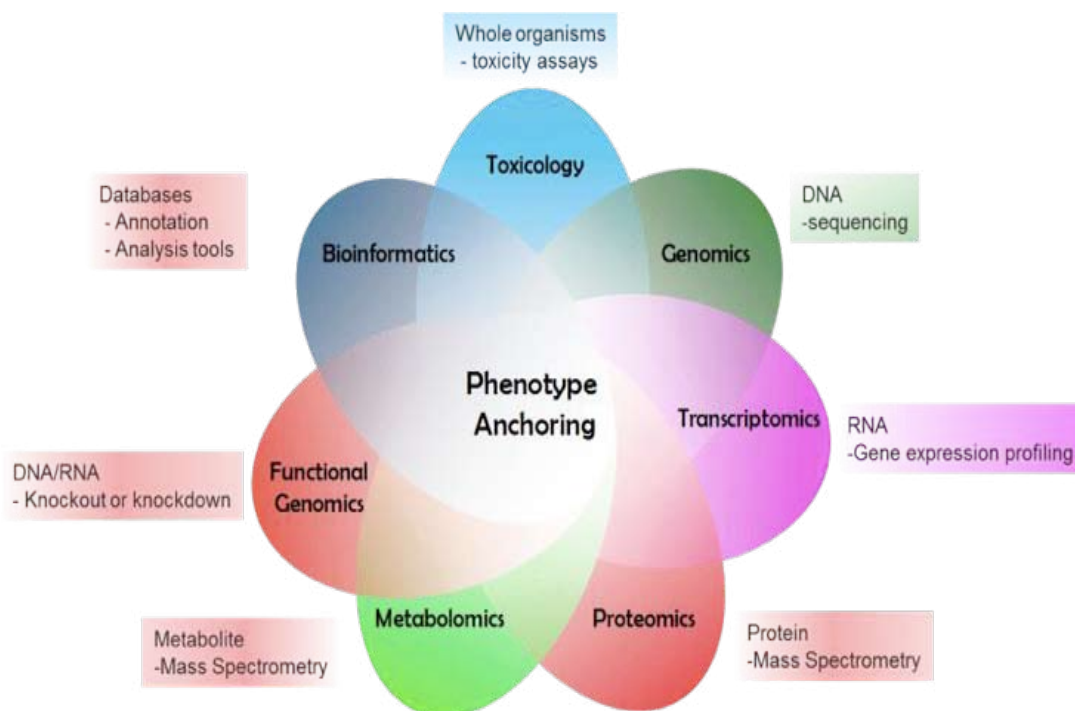 Whole organisms
- toxicity assays
Toxicology
Databases
- Annotation
- Analysis tools
Bioinformatics
Genomics
DNA
-sequencing
Phenotype
Anchoring
Transcriptomics
RNA
-Gene expression profiling
DNA/RNA
- Knockout or knockdown
Functional
Genomics
Metabolomics
Proteomics
Metabolite
-Mass Spectrometry
Protein
-Mass Spectrometry